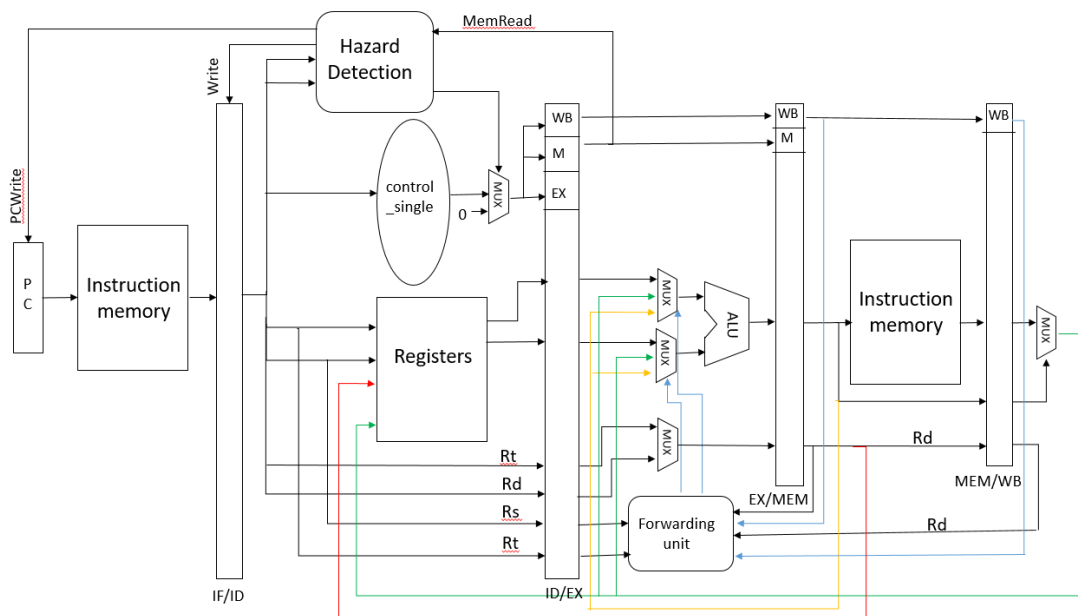 MemRead
Hazard
Detection
Write
PCWrite
control
_single
MUX
0
WB
M
EX
WB
M
WB
P
C
Instruction
memory
Registers
MUX
MUX
ALU
Instruction
memory
MUX
MUX
Rt
Rd
Rs
Rt
Rd
Forwarding
unit
EX/MEM
MEM/WB
Rd
IF/ID
ID/EX